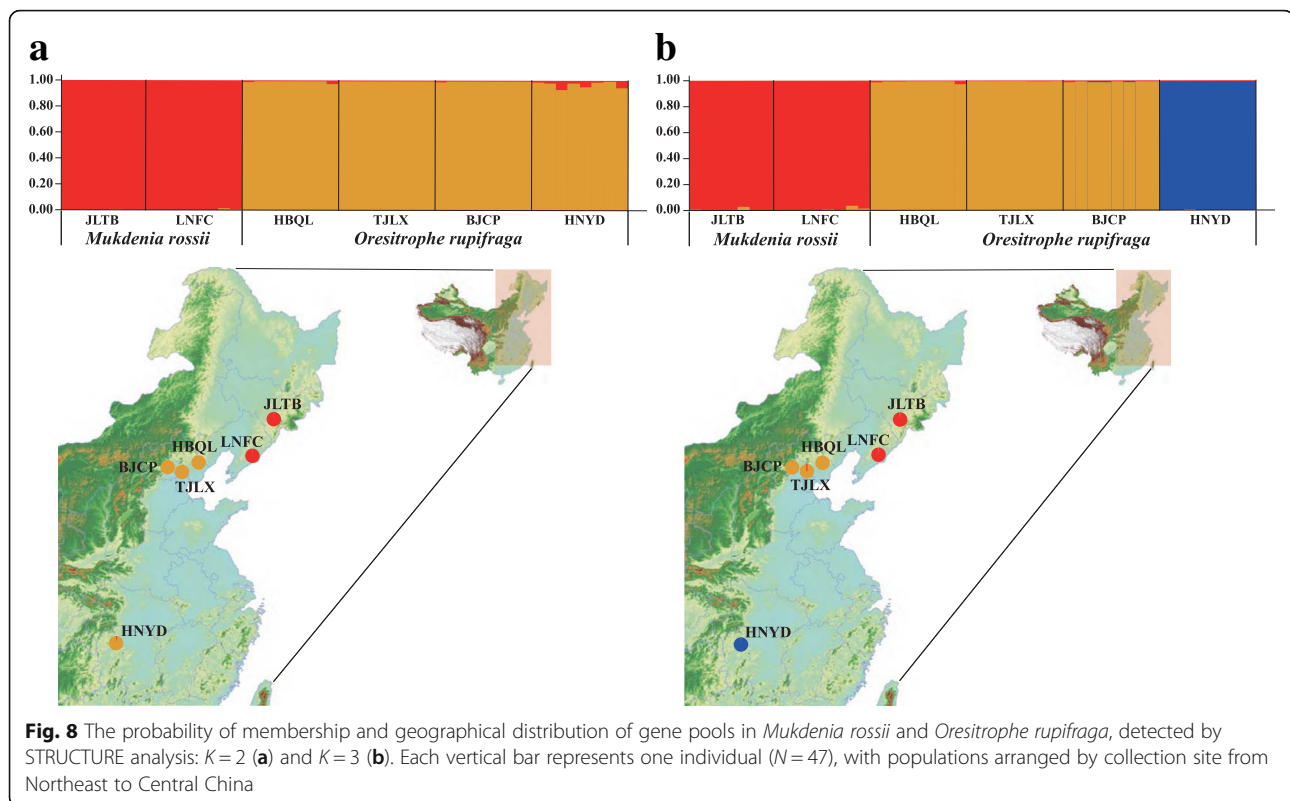 a
b
1.00
0.80
0.60
0.40
0.20
0.00
JLTB LNFC HBQL TJLX BJCP HNYD
Mukdenia rossii Oresitrophe rupifraga
1.00
0.80
0.60
0.40
0.20
0.00
JLTB LNFC HBQL TJLX BJCP HNYD
Mukdenia rossii Oresitrophe rupifraga
JLTB
LNFC
HBQL
BJCP
TJLX
HNYD
JLTB
LNFC
HBQL
BJCP
TJLX
HNYD
Fig. 8 The probability of membership and geographical distribution of gene pools in Mukdenia rossii and Oresitrophe rupifraga, detected by
STRUCTURE analysis: K = 2 (a) and K = 3 (b). Each vertical bar represents one individual (N = 47), with populations arranged by collection site from
Northeast to Central China